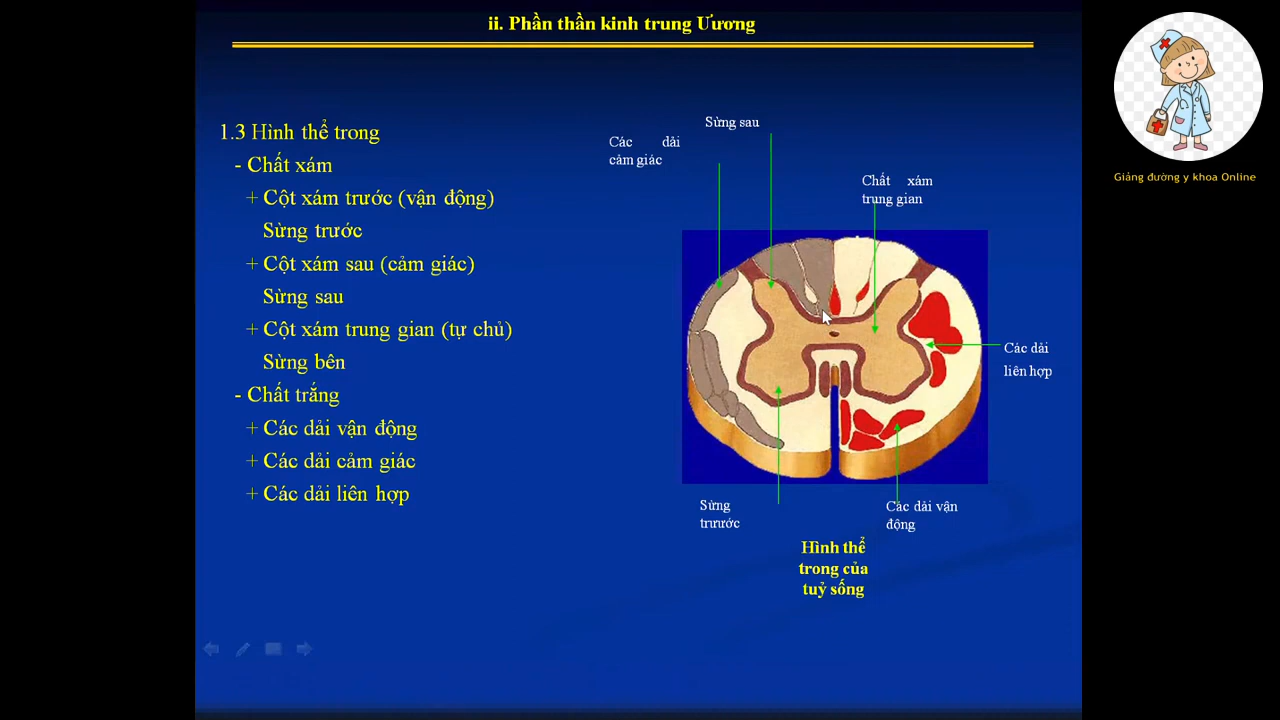 ii. Phần thần kinh trung Ương
1.3 Hình thể trong
- Chất xám
+ Cột xám trước (vận động)
Sừng trước
+ Cột xám sau (cảm giác)
Sừng sau
+ Cột xám trung gian (tự chủ)
Sừng bên
- Chất trắng
+ Các dải vận động
+ Các dải cảm giác
+ Các dải liên hợp
Sừng sau
Các dải
cảm giác
Chất xám
trung gian
Các dải
liên hợp
Sừng
trưước
Các dải vận
động
Hình thể
trong của
tuỷ sống
Giảng đường y khoa Online